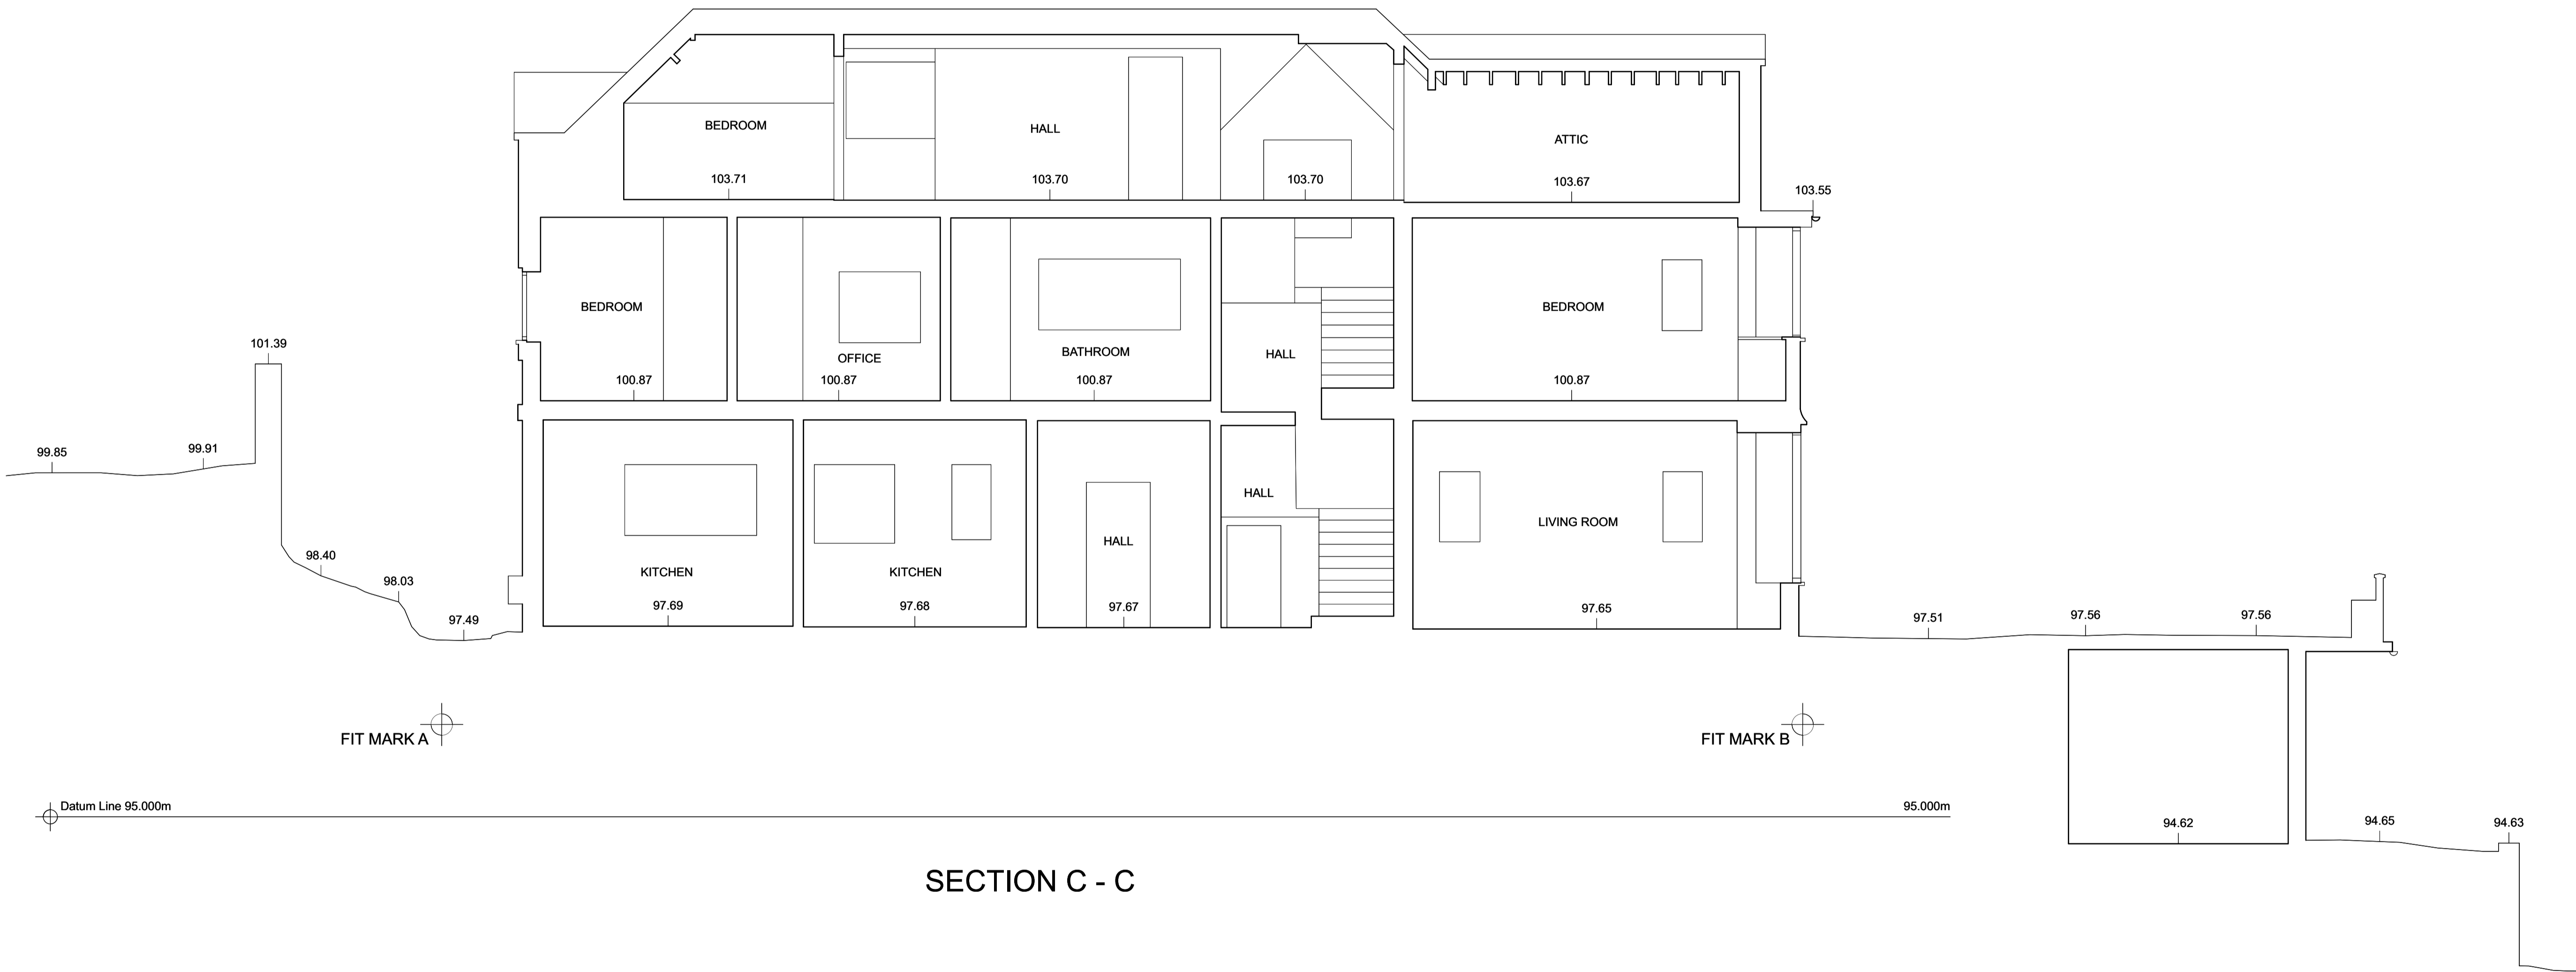 BEDROOM
HALL
ATTIC
103.71
103.70
103.70
103.67
103.55
BEDROOM
OFFICE
BATHROOM
HALL
BEDROOM
101.39
100.87
100.87
100.87
100.87
99.85
99.91
HALL
LIVING ROOM
HALL
KITCHEN
KITCHEN
98.40
98.03
97.49
97.69
97.68
97.67
97.65
97.51
97.56
97.56
FIT MARK A
FIT MARK B
Datum Line 95.000m
95.000m
94.62
94.65
94.63
SECTION C - C